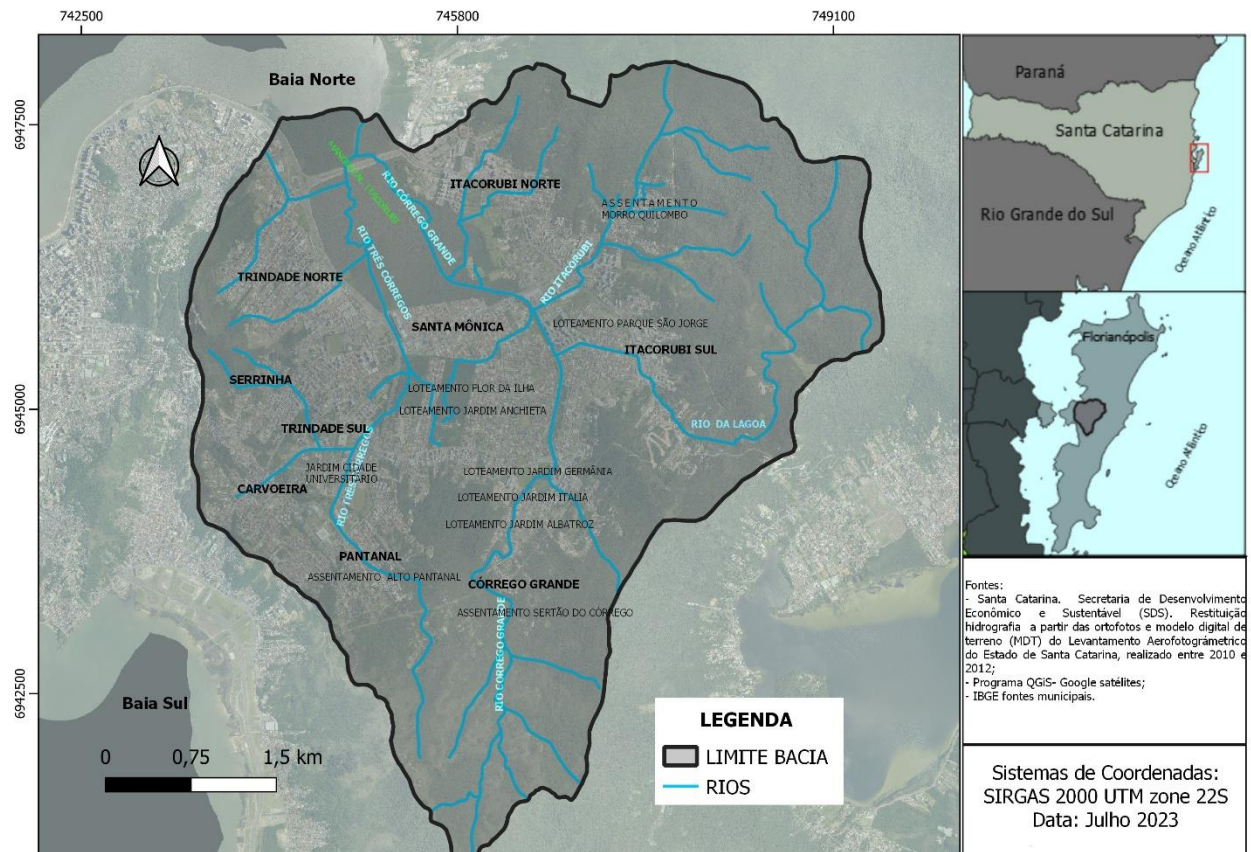 742500
745800
749100
6947500
6945000
6942500
Baia Norte
MANGUEZAL ITACORUBI
RIO CÓRREGO GRANDE
ITACORUBI NORTE
ASSENTAMENTO
MORRO QUILOMBO
RIO TRÊS CÓRREGOS
RIO ITACORUBI
TRINDADE NORTE
SANTA MÔNICA
LOTEAMENTO PARQUE SÃO JORGE
ITACORUBI SUL
SERRINHA
LOTEAMENTO FLOR DA ILHA
LOTEAMENTO JARDIM ANCHIETA
RIO DA LAGOA
TRINDADE SUL
JARDIM CIDADE
UNIVERSITÁRIO
RIO TRÊS CÓRREGOS
CARVOEIRA
LOTEAMENTO JARDIM GERMÂNIA
LOTEAMENTO JARDIM ITÁLIA
LOTEAMENTO JARDIM ALBATROZ
PANTANAL
ASSENTAMENTO ALTO PANTANAL
CÓRREGO GRANDE
ASSENTAMENTO SERTÃO DO CÓRREGO
RIO CÓRREGO GRANDE
Baia Sul
0 0,75 1,5 km
LEGENDA
LIMITE BACIA
RIOS
Paraná
Santa Catarina
Rio Grande do Sul
Oceano Atlântico
Florianópolis
Oceano Atlântico
Fontes:
- Santa Catarina. Secretaria de Desenvolvimento
Econômico e Sustentável (SDS). Restituição
hidrografia a partir das ortofotos e modelo digital de
terreno (MDT) do Levantamento Aerofotográmetrico
do Estado de Santa Catarina, realizado entre 2010 e
2012;
- Programa QGIS- Google satélites;
- IBGE fontes municipais.
Sistemas de Coordenadas:
SIRGAS 2000 UTM zone 22S
Data: Julho 2023